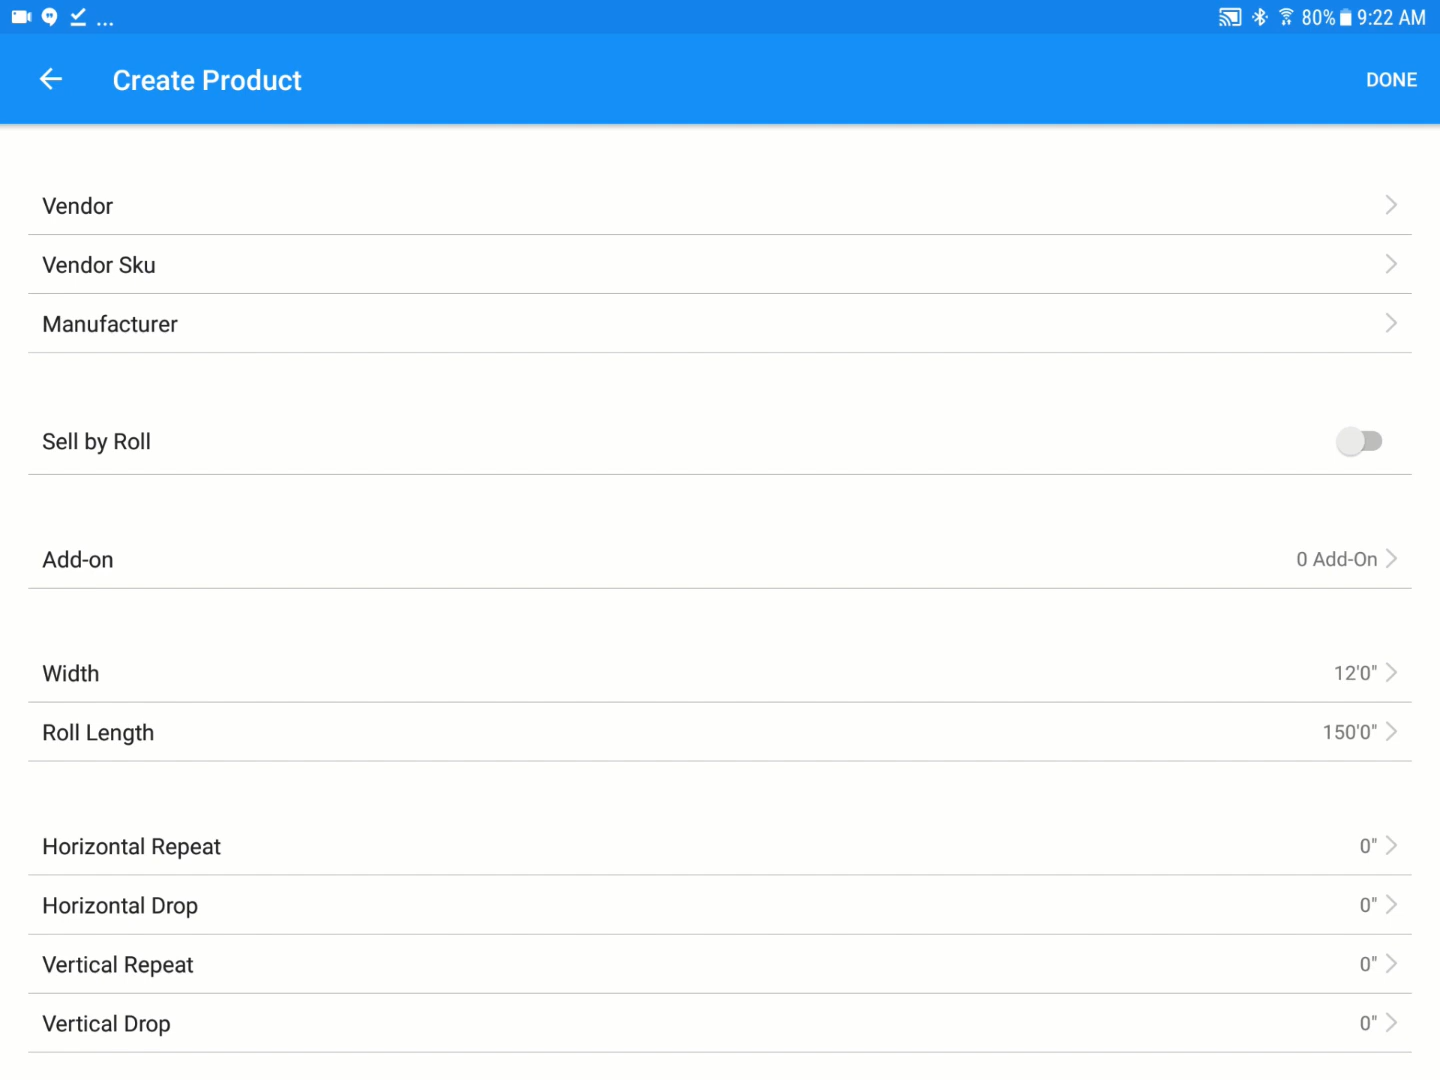 ... 80% 9:22 AM
Create Product DONE
Vendor
Vendor Sku
Manufacturer
Sell by Roll
Add-on 0 Add-On
Width 12'0"
Roll Length 150'0"
Horizontal Repeat 0"
Horizontal Drop 0"
Vertical Repeat 0"
Vertical Drop 0"